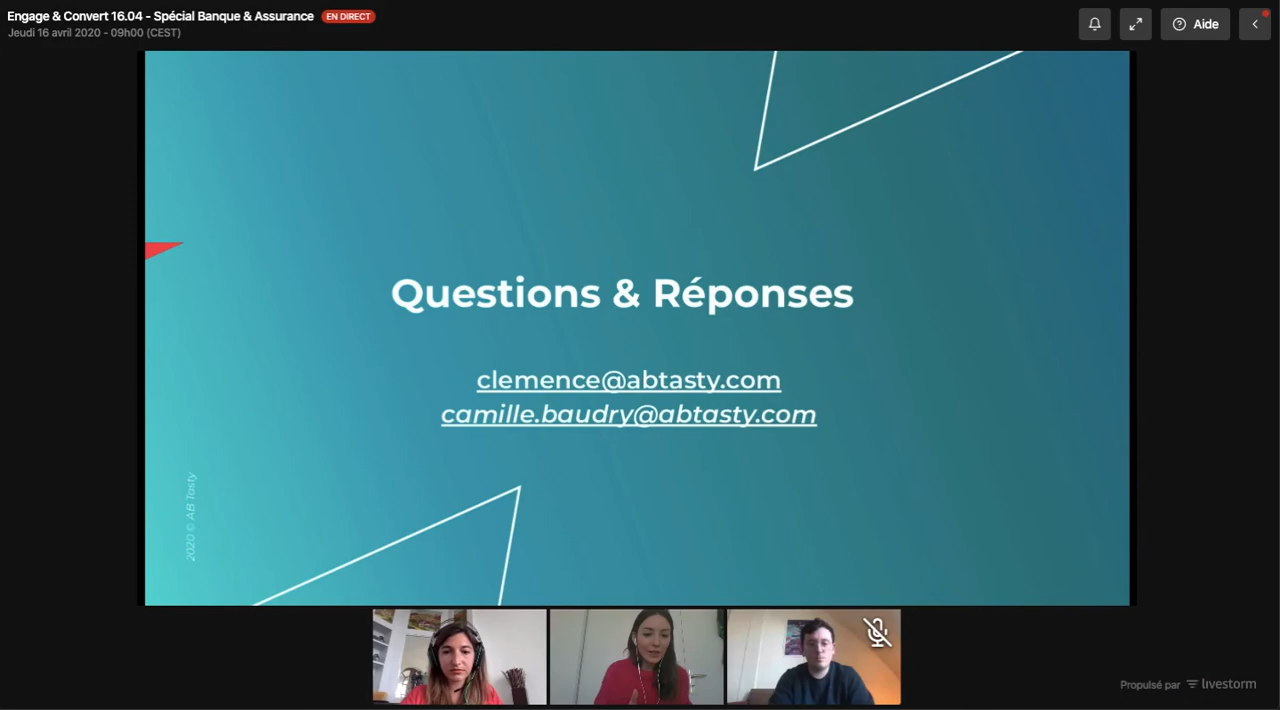 Engage & Convert 16.04 - Spécial Banque & Assurance EN DIRECT
Jeudi 16 avril 2020 - 09h00 (CEST)
Aide
Questions & Réponses
clemence@abtasty.com
camille.baudry@abtasty.com
2020 © AB Tasty
Propulsé par livestorm